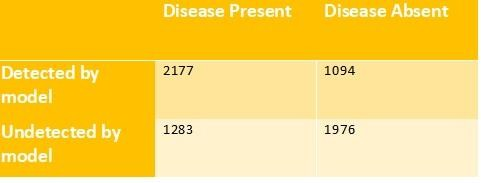 Disease Present Disease Absent
Detected by 2177 1094
model
Undetected by 1283 1976
model